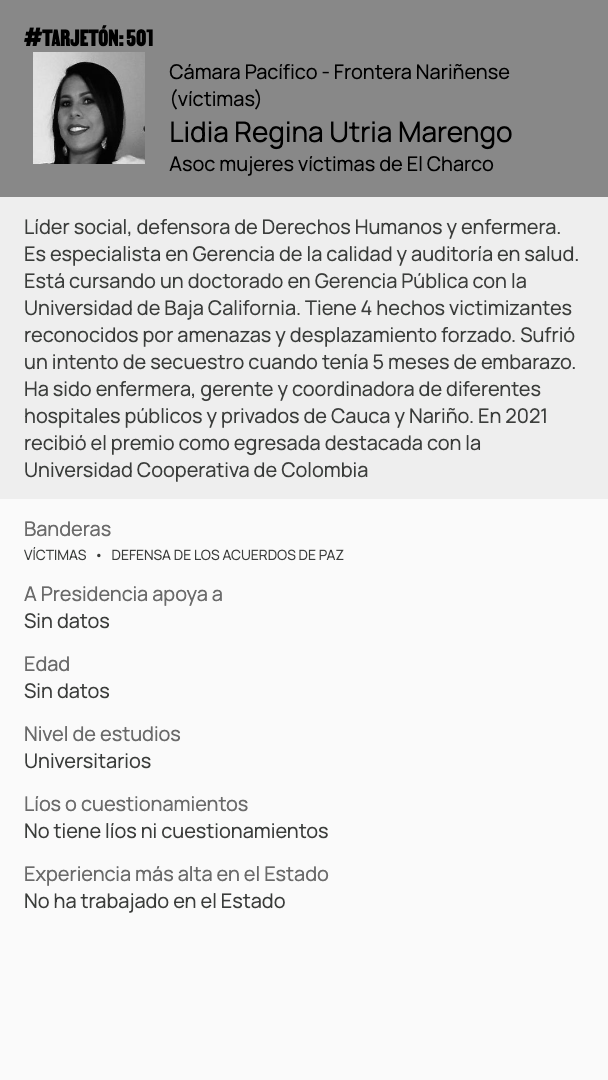 #TARJETÓN: 501
Cámara Pacífico - Frontera Nariñense
(víctimas)
Lidia Regina Utria Marengo
Asoc mujeres víctimas de El Charco
Líder social, defensora de Derechos Humanos y enfermera.
Es especialista en Gerencia de la calidad y auditoría en salud.
Está cursando un doctorado en Gerencia Pública con la
Universidad de Baja California. Tiene 4 hechos victimizantes
reconocidos por amenazas y desplazamiento forzado. Sufrió
un intento de secuestro cuando tenía 5 meses de embarazo.
Ha sido enfermera, gerente y coordinadora de diferentes
hospitales públicos y privados de Cauca y Nariño. En 2021
recibió el premio como egresada destacada con la
Universidad Cooperativa de Colombia
Banderas
VÍCTIMAS • DEFENSA DE LOS ACUERDOS DE PAZ
A Presidencia apoya a
Sin datos
Edad
Sin datos
Nivel de estudios
Universitarios
Líos o cuestionamientos
No tiene líos ni cuestionamientos
Experiencia más alta en el Estado
No ha trabajado en el Estado